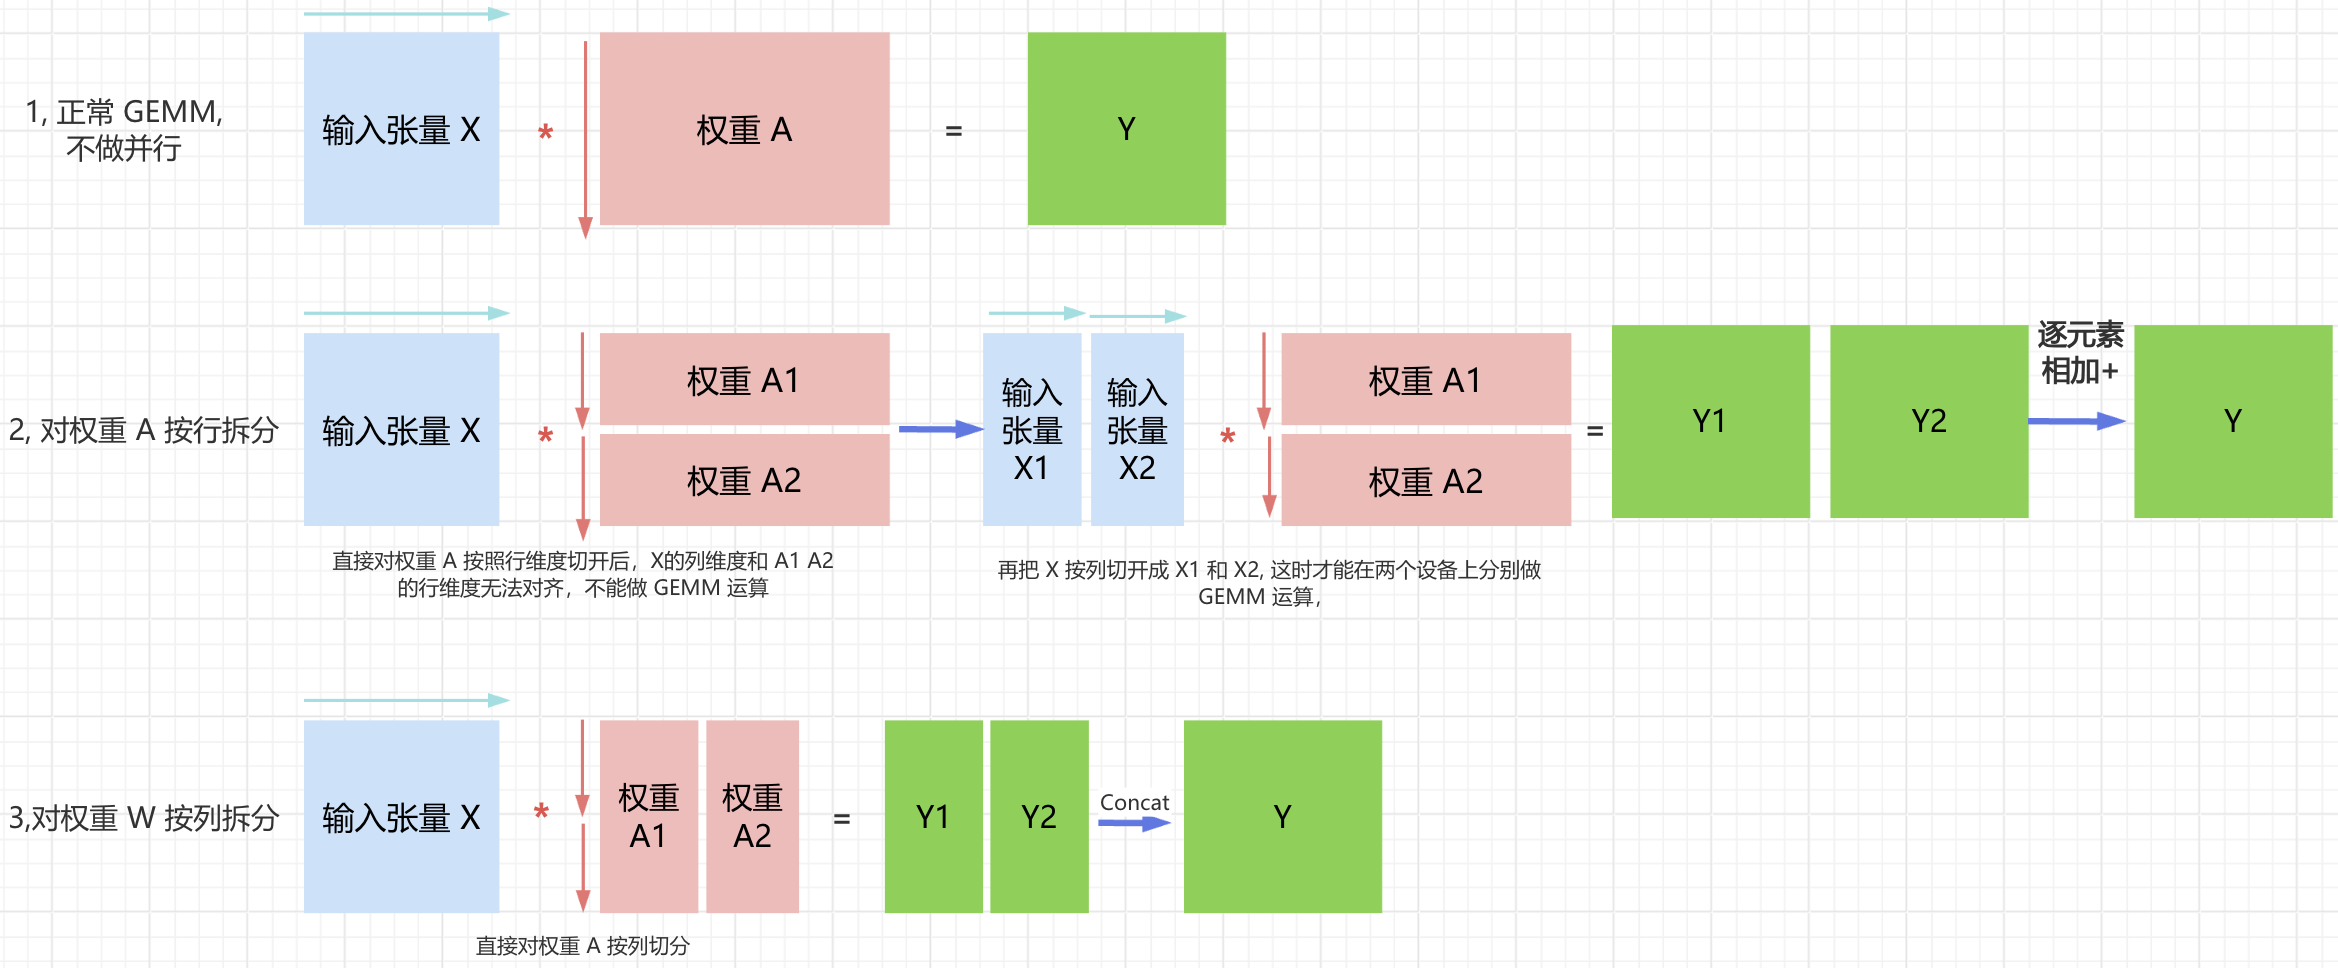 1, 正常 GEMM,
不做并行
输入张量 X
*
权重 A
=
Y
2, 对权重 A 按行拆分
输入张量 X
*
权重 A1
权重 A2
输入
张量
X1
输入
张量
X2
*
权重 A1
权重 A2
=
Y1
Y2
逐元素
相加+
Y
直接对权重 A 按照行维度切开后，X的列维度和 A1 A2
的行维度无法对齐，不能做 GEMM 运算
再把 X 按列切开成 X1 和 X2, 这时才能在两个设备上分别做
GEMM 运算，
3,对权重 W 按列拆分
输入张量 X
*
权重
A1
权重
A2
=
Y1
Y2
Concat
Y
直接对权重 A 按列切分